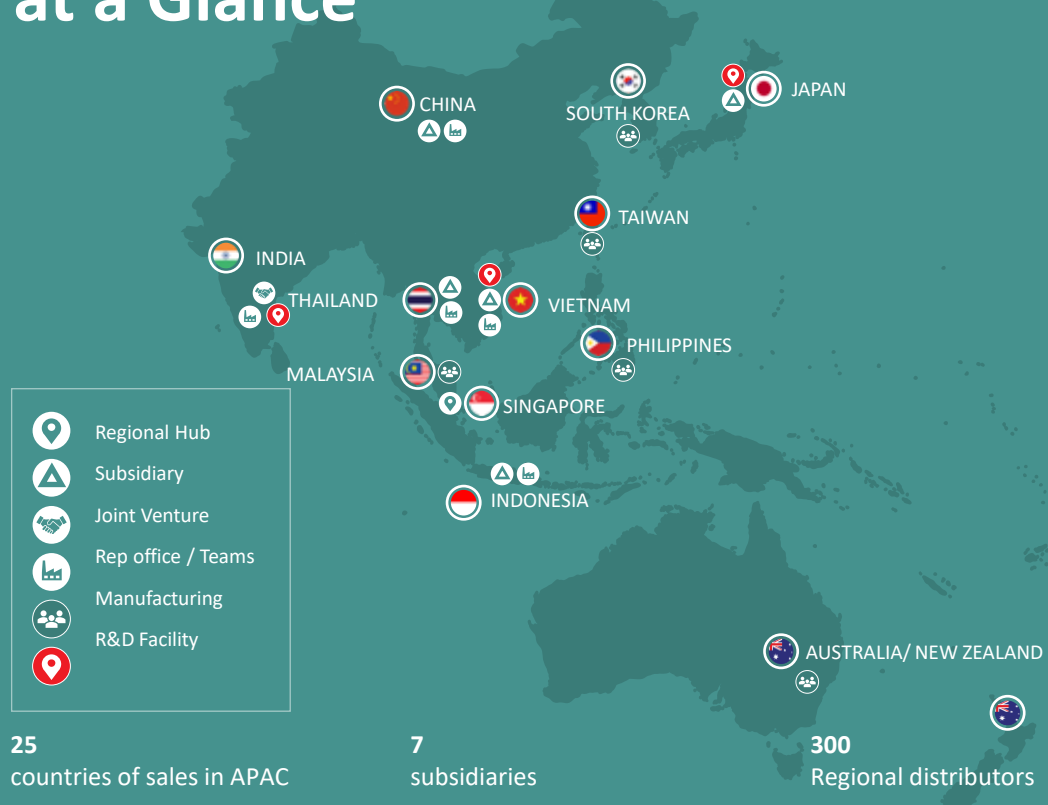 at a Glance
CHINA
SOUTH KOREA
JAPAN
TAIWAN
INDIA
THAILAND
VIETNAM
PHILIPPINES
MALAYSIA
SINGAPORE
INDONESIA
AUSTRALIA/ NEW ZEALAND
Regional Hub
Subsidiary
Joint Venture
Rep office / Teams
Manufacturing
R&D Facility
25
countries of sales in APAC
7
subsidiaries
300
Regional distributors